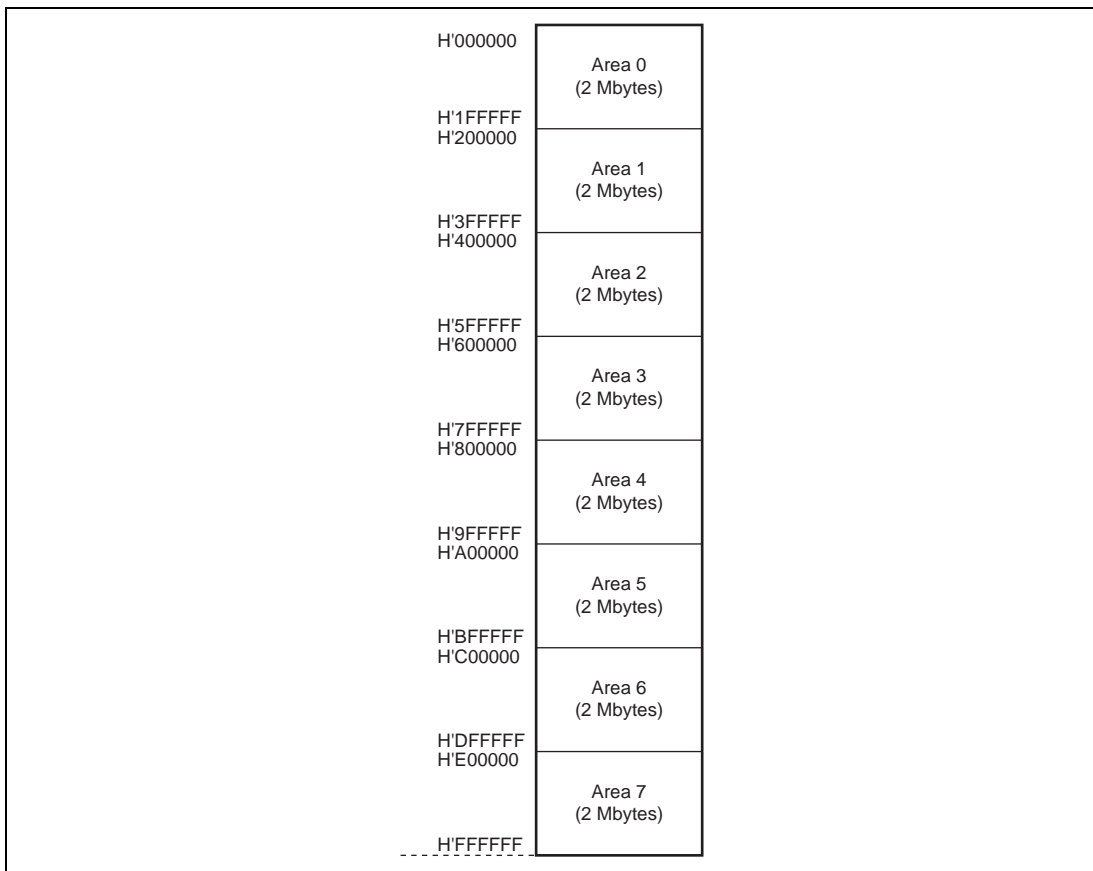 H'000000
Area 0
(2 Mbytes)
H'1FFFFF
H'200000
Area 1
(2 Mbytes)
H'3FFFFF
H'400000
Area 2
(2 Mbytes)
H'5FFFFF
H'600000
Area 3
(2 Mbytes)
H'7FFFFF
H'800000
Area 4
(2 Mbytes)
H'9FFFFF
H'A00000
Area 5
(2 Mbytes)
H'BFFFFF
H'C00000
Area 6
(2 Mbytes)
H'DFFFFF
H'E00000
Area 7
(2 Mbytes)
H'FFFFFF